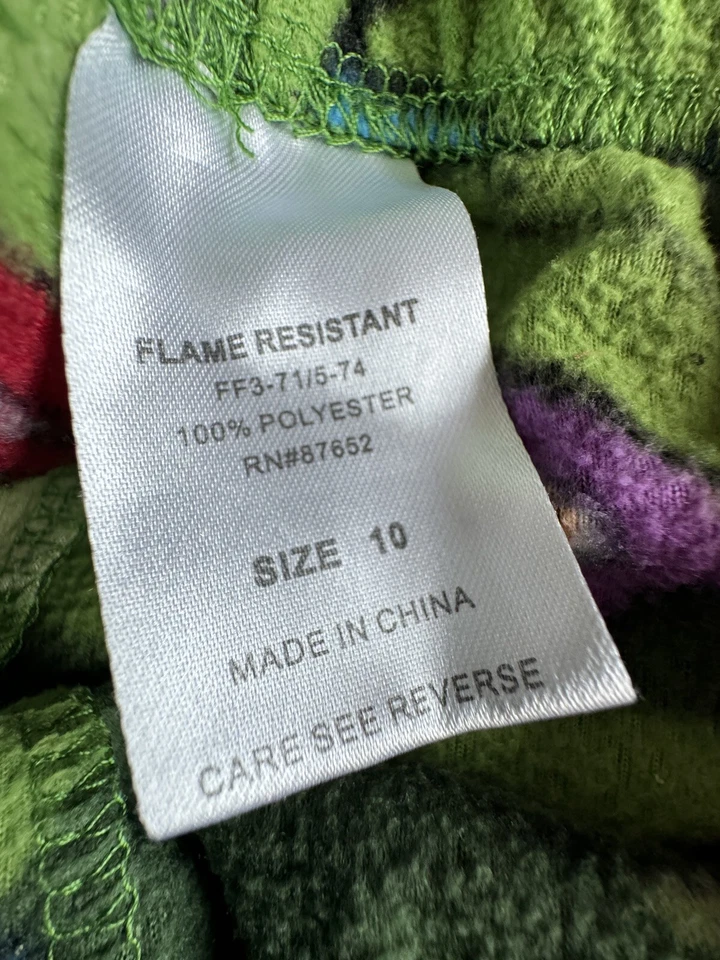 FLAME RESISTANT
FF3-71/5-74
100% POLYESTER
RN#87652
SIZE 10
MADE IN CHINA
CARE SEE REVERSE